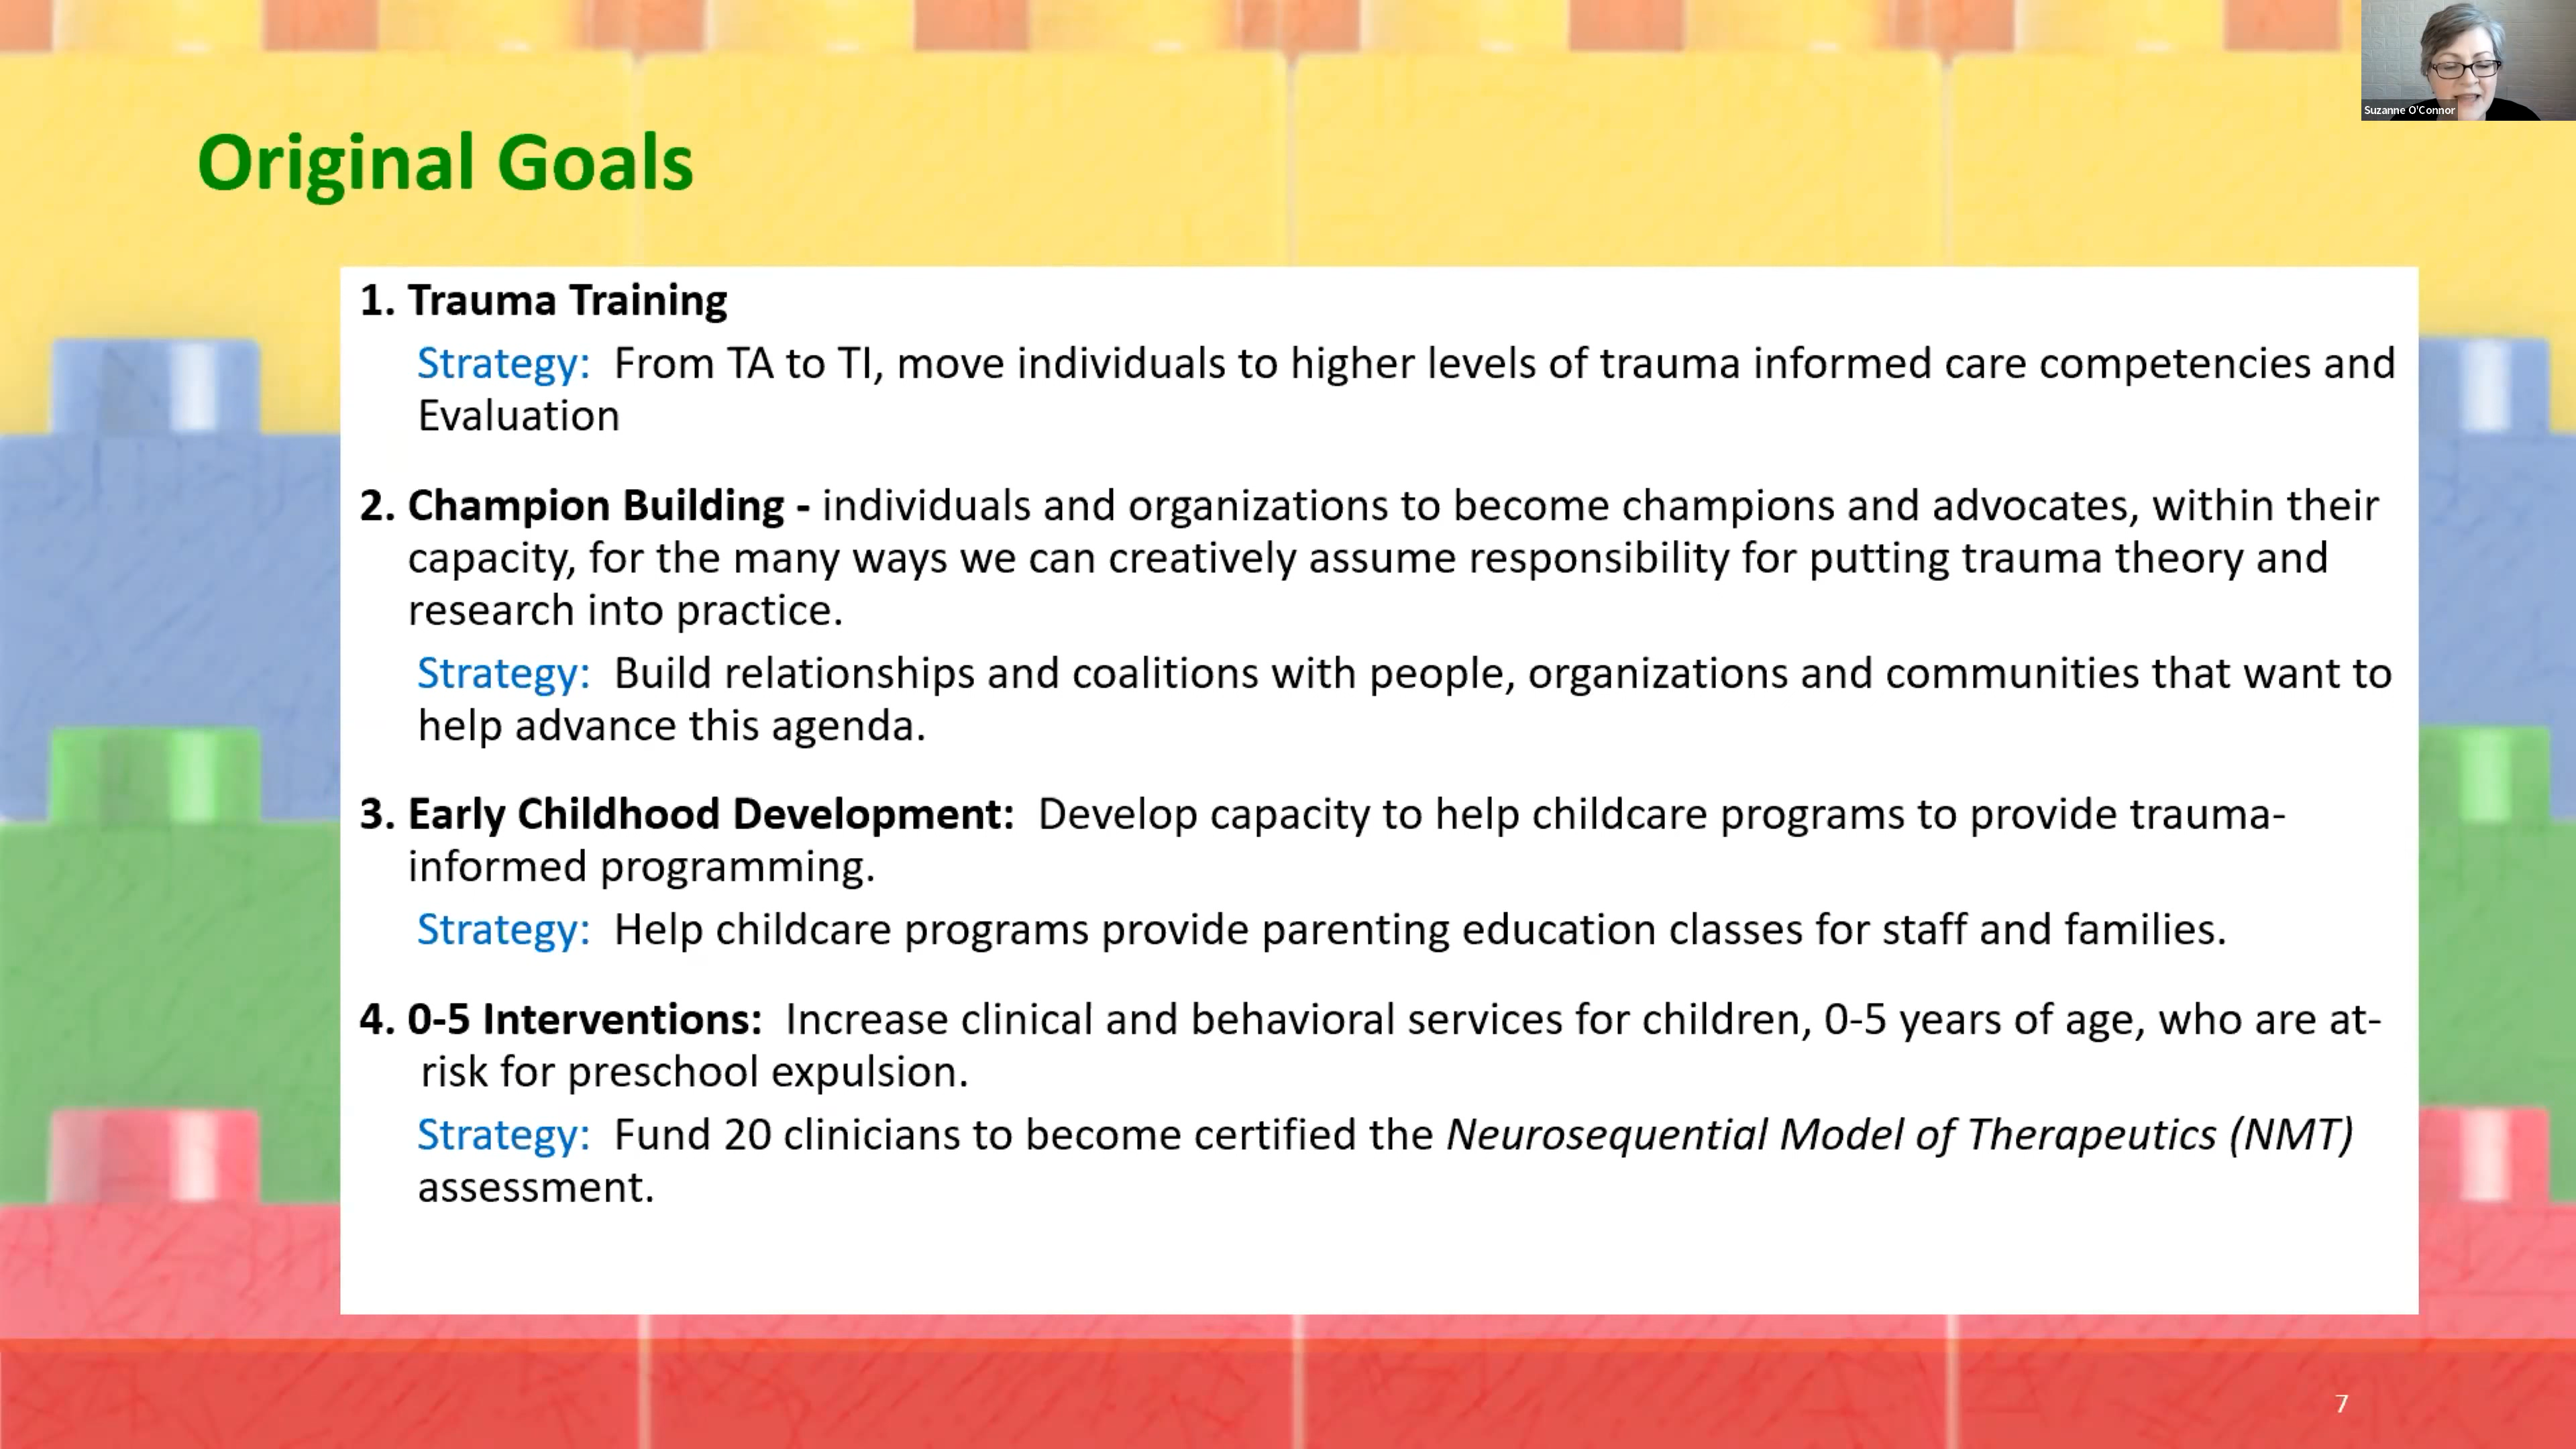 Suzanne O'Connor
Original Goals
1. Trauma Training
Strategy: From TA to TI, move individuals to higher levels of trauma informed care competencies and
Evaluation
2. Champion Building - individuals and organizations to become champions and advocates, within their
capacity, for the many ways we can creatively assume responsibility for putting trauma theory and
research into practice.
Strategy: Build relationships and coalitions with people, organizations and communities that want to
help advance this agenda.
3. Early Childhood Development: Develop capacity to help childcare programs to provide trauma-
informed programming.
Strategy: Help childcare programs provide parenting education classes for staff and families.
4. 0-5 Interventions: Increase clinical and behavioral services for children, 0-5 years of age, who are at-
risk for preschool expulsion.
Strategy: Fund 20 clinicians to become certified the Neurosequential Model of Therapeutics (NMT)
assessment.
7